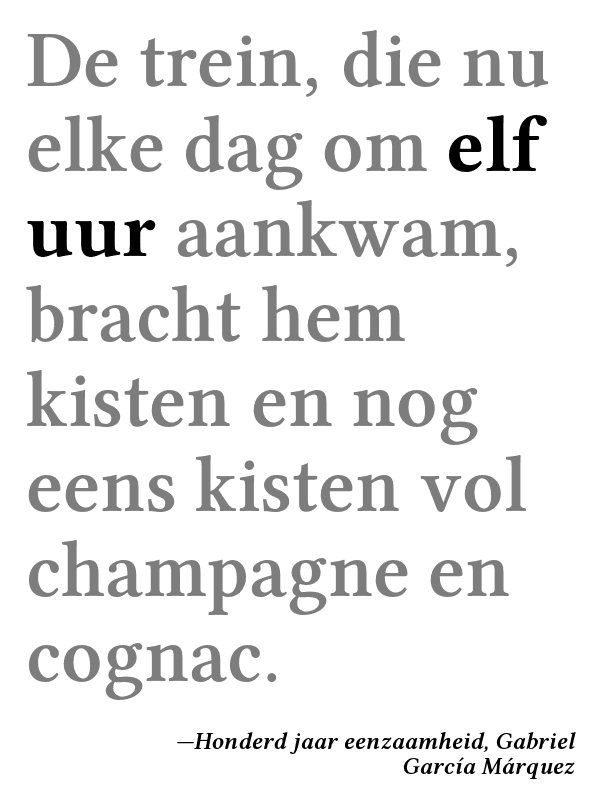 De trein, die nu
elke dag om elf
uur aankwam,
bracht hem
kisten en nog
eens kisten vol
champagne en
cognac.
—Honderd jaar eenzaamheid, Gabriel
García Márquez